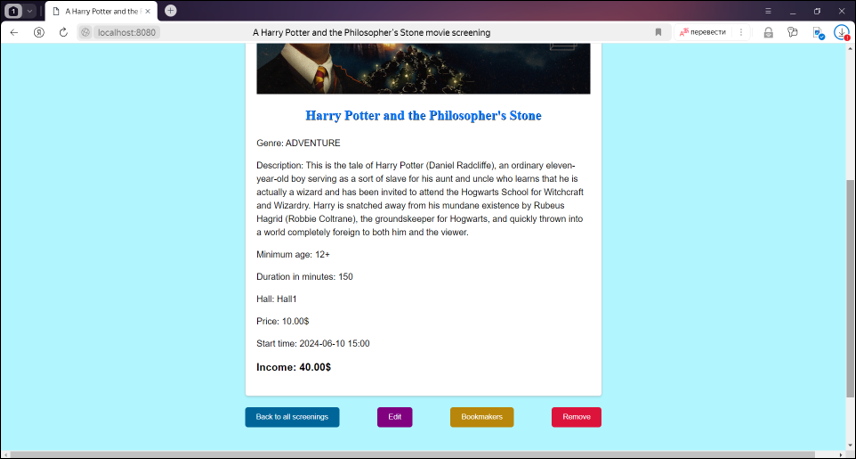 1
A Harry Potter and the P
localhost:8080
A Harry Potter and the Philosopher's Stone movie screening
перевести
Harry Potter and the Philosopher's Stone
Genre: ADVENTURE
Description: This is the tale of Harry Potter (Daniel Radcliffe), an ordinary eleven-
year-old boy serving as a sort of slave for his aunt and uncle who learns that he is
actually a wizard and has been invited to attend the Hogwarts School for Witchcraft
and Wizardry. Harry is snatched away from his mundane existence by Rubeus
Hagrid (Robbie Coltrane), the groundskeeper for Hogwarts, and quickly thrown into
a world completely foreign to both him and the viewer.
Minimum age: 12+
Duration in minutes: 150
Hall: Hall1
Price: 10.00$
Start time: 2024-06-10 15:00
Income: 40.00$
Back to all screenings
Edit
Bookmakers
Remove